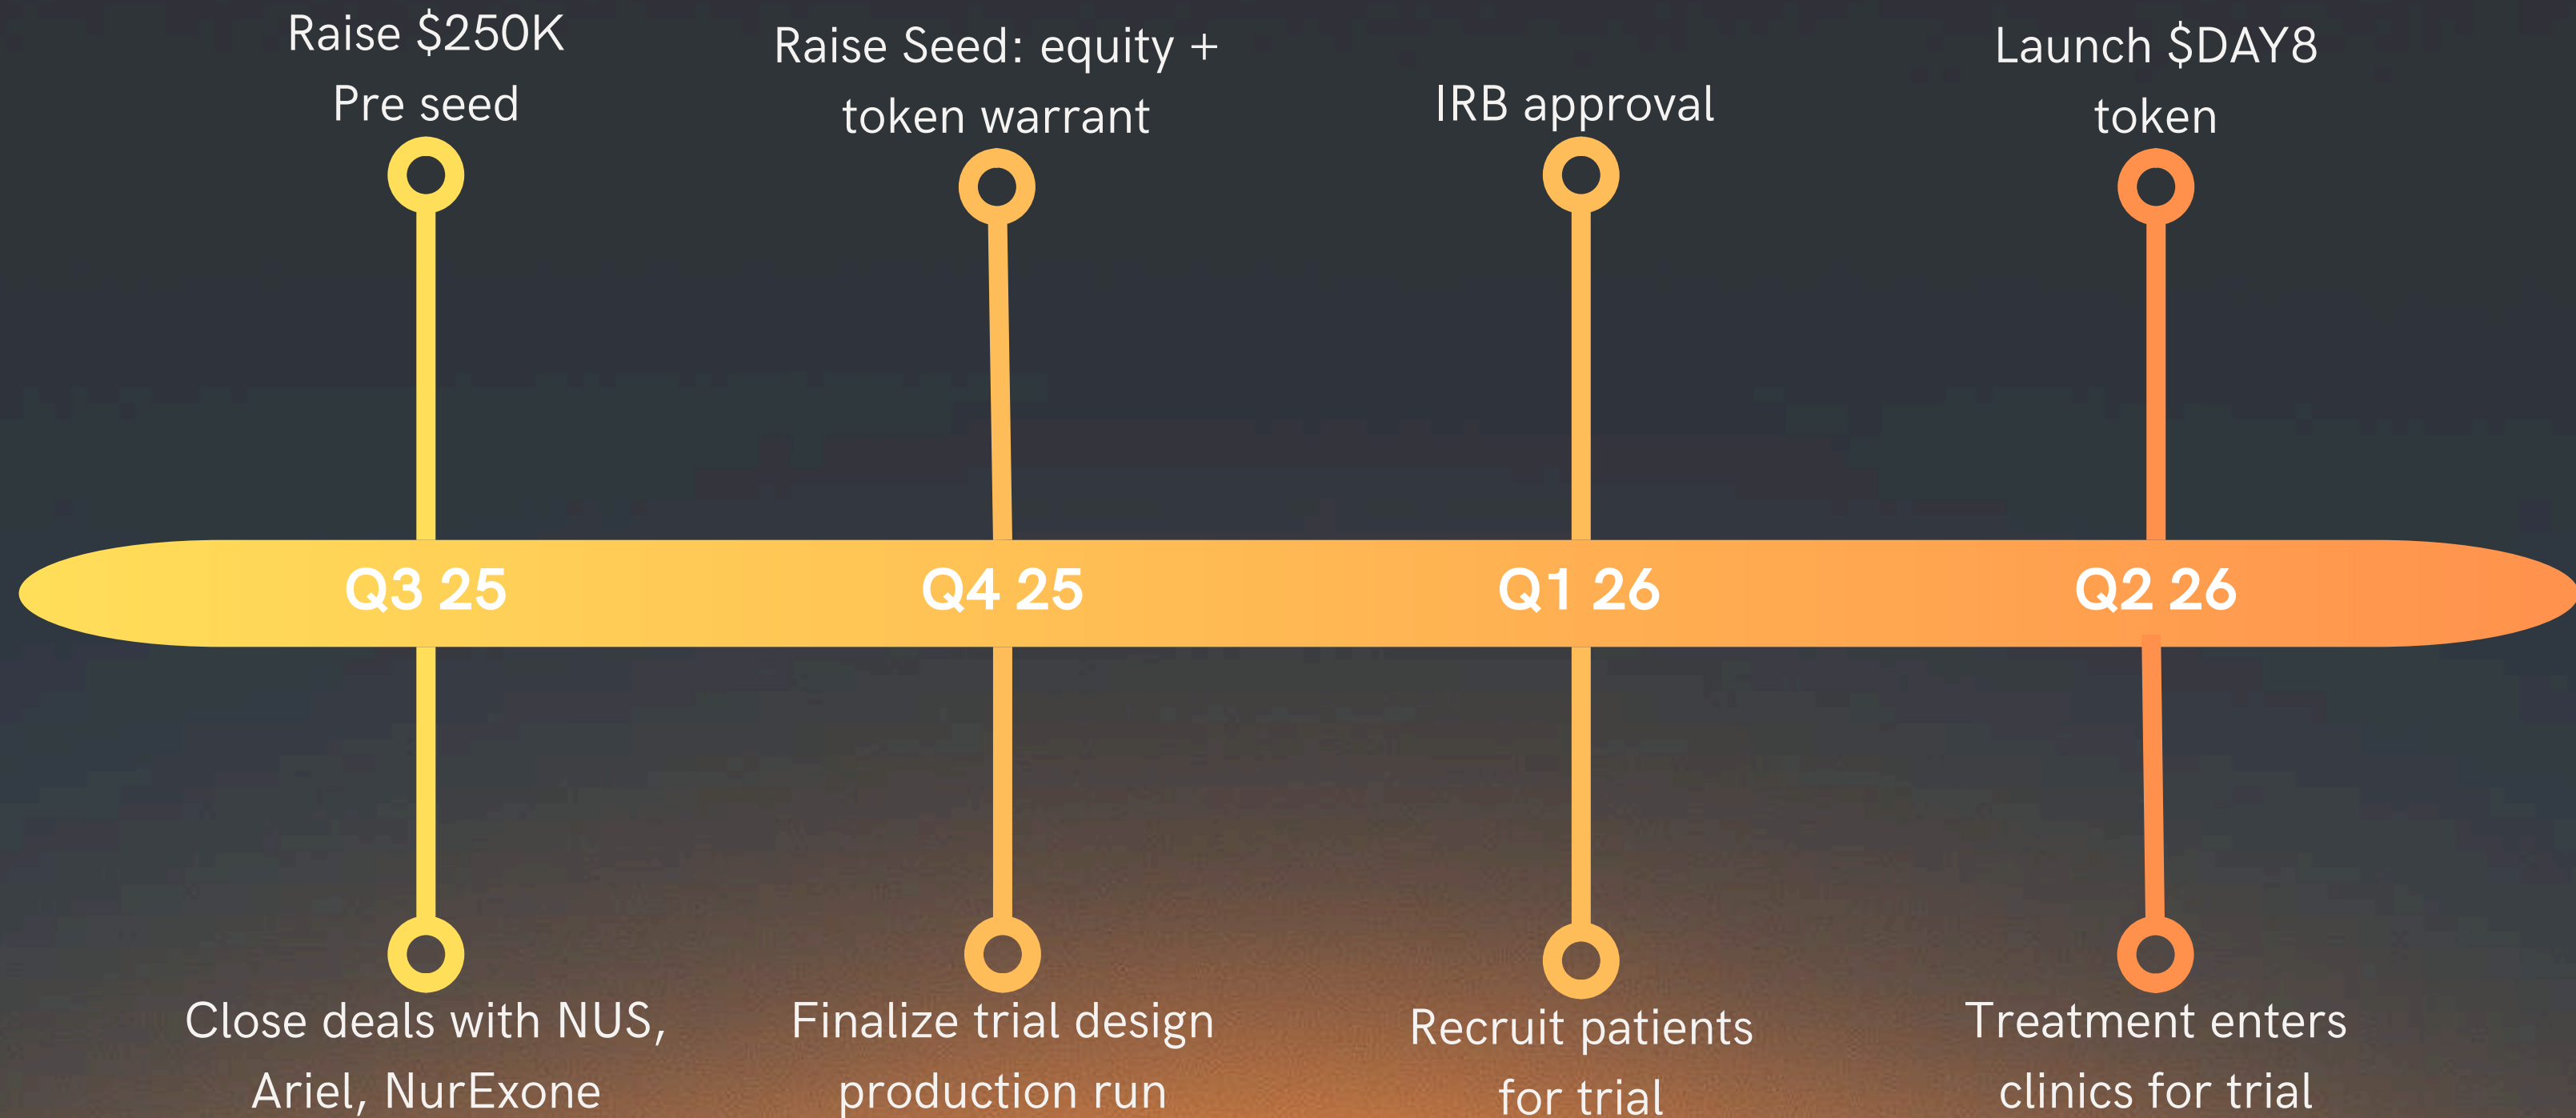 Raise $250K
Pre seed
Raise Seed: equity +
token warrant
IRB approval
Launch $DAY8
token
Q3 25
Q4 25
Q1 26
Q2 26
Close deals with NUS,
Ariel, NurExone
Finalize trial design
production run
Recruit patients
for trial
Treatment enters
clinics for trial